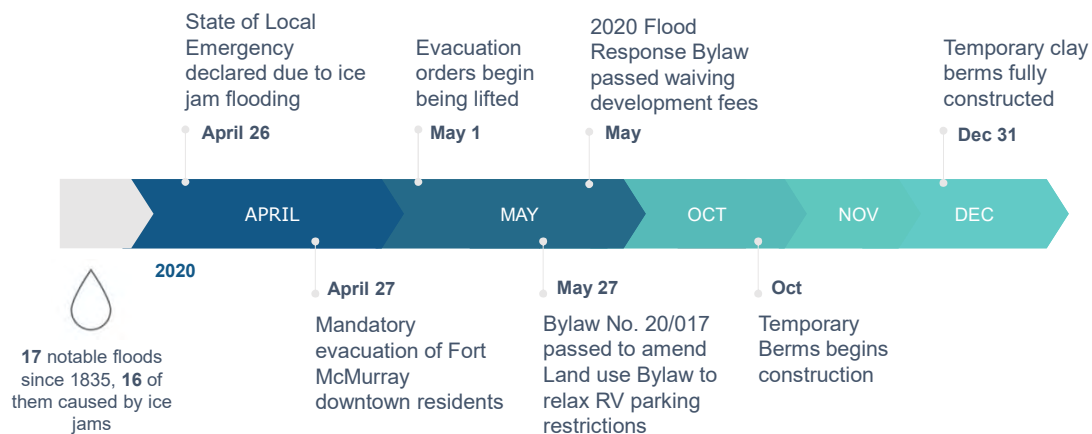 State of Local
Emergency
declared due to ice
jam flooding
April 26
Evacuation
orders begin
being lifted
May 1
2020 Flood
Response Bylaw
passed waiving
development fees
May
Temporary clay
berms fully
constructed
Dec 31
APRIL
MAY
OCT
NOV
DEC
2020
17 notable floods
since 1835, 16 of
them caused by ice
jams
April 27
Mandatory
evacuation of Fort
McMurray
downtown residents
May 27
Bylaw No. 20/017
passed to amend
Land use Bylaw to
relax RV parking
restrictions
Oct
Temporary
Berms begins
construction